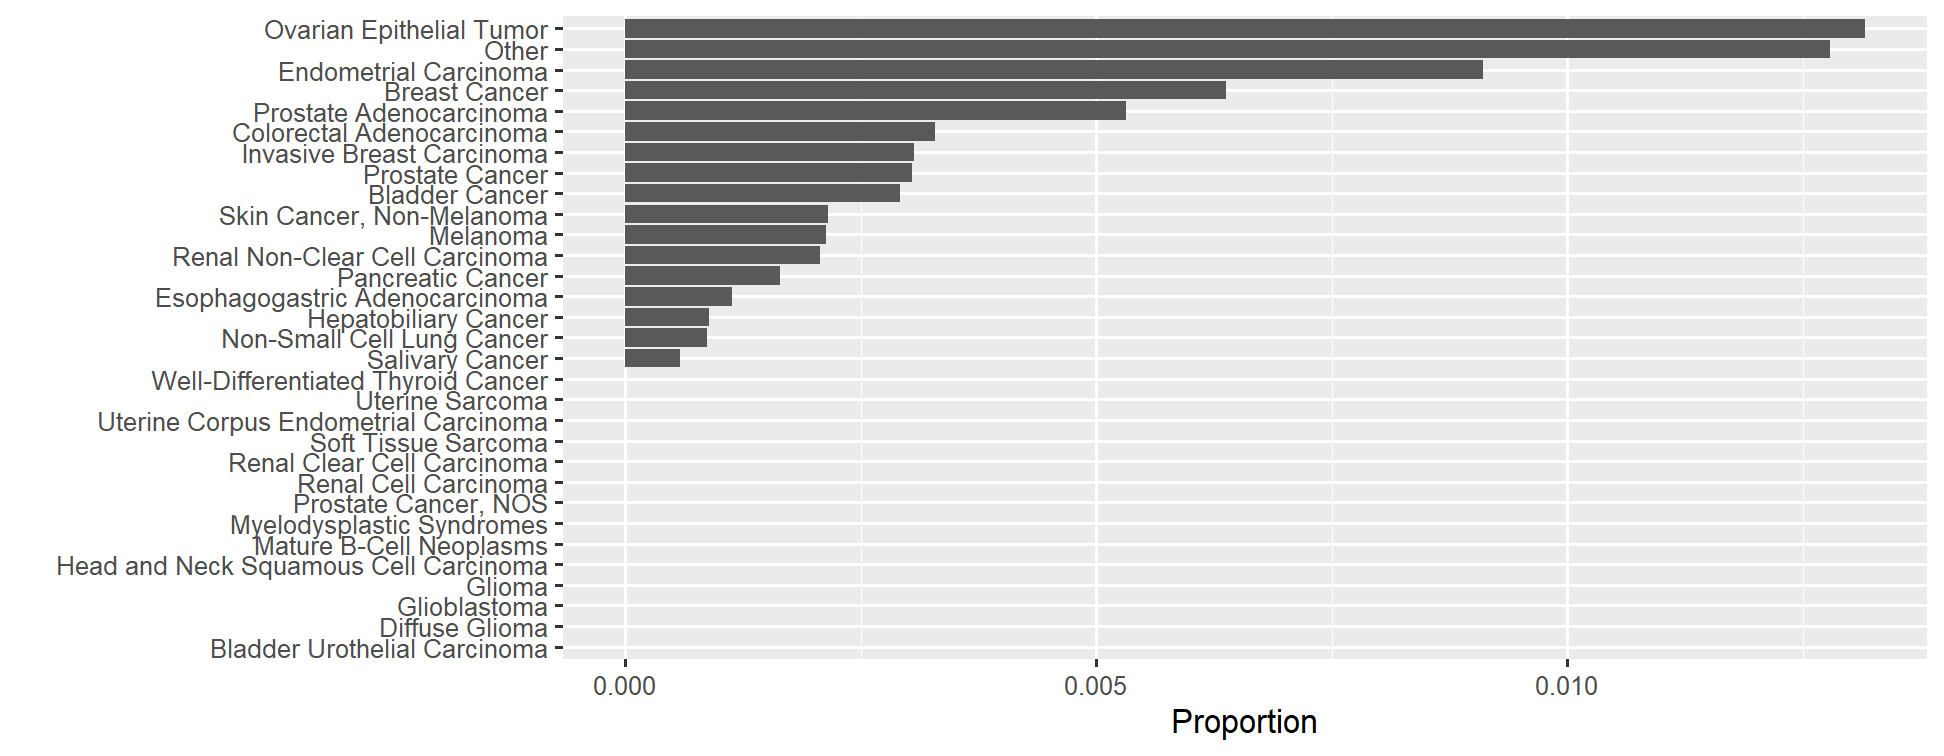 Ovarian Epithelial Tumor
Other
Endometrial Carcinoma
Breast Cancer
Prostate Adenocarcinoma
Colorectal Adenocarcinoma
Invasive Breast Carcinoma
Prostate Cancer
Bladder Cancer
Skin Cancer, Non-Melanoma
Melanoma
Renal Non-Clear Cell Carcinoma
Pancreatic Cancer
Esophagogastric Adenocarcinoma
Hepatobiliary Cancer
Non-Small Cell Lung Cancer
Salivary Cancer
Well-Differentiated Thyroid Cancer
Uterine Sarcoma
Uterine Corpus Endometrial Carcinoma
Soft Tissue Sarcoma
Renal Clear Cell Carcinoma
Renal Cell Carcinoma
Prostate Cancer, NOS
Myelodysplastic Syndromes
Mature B-Cell Neoplasms
Head and Neck Squamous Cell Carcinoma
Glioma
Glioblastoma
Diffuse Glioma
Bladder Urothelial Carcinoma
0.000 0.005 0.010
Proportion